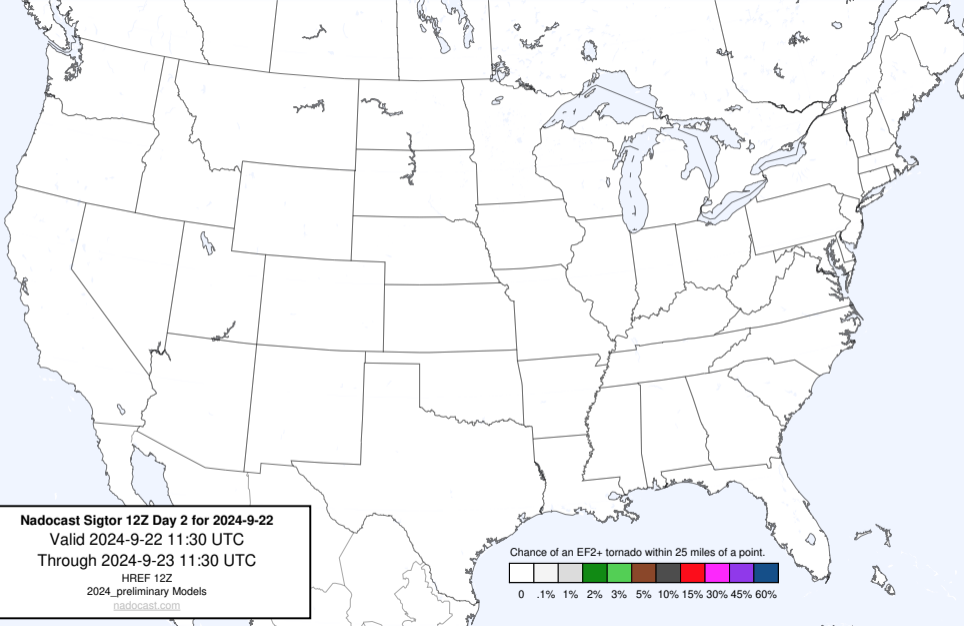 Nadocast Sigtor 12Z Day 2 for 2024-9-22
Valid 2024-9-22 11:30 UTC
Through 2024-9-23 11:30 UTC
HREF 12Z
2024_preliminary Models
nadocast.com
Chance of an EF2+ tornado within 25 miles of a point.
0 .1% 1% 2% 3% 5% 10% 15% 30% 45% 60%